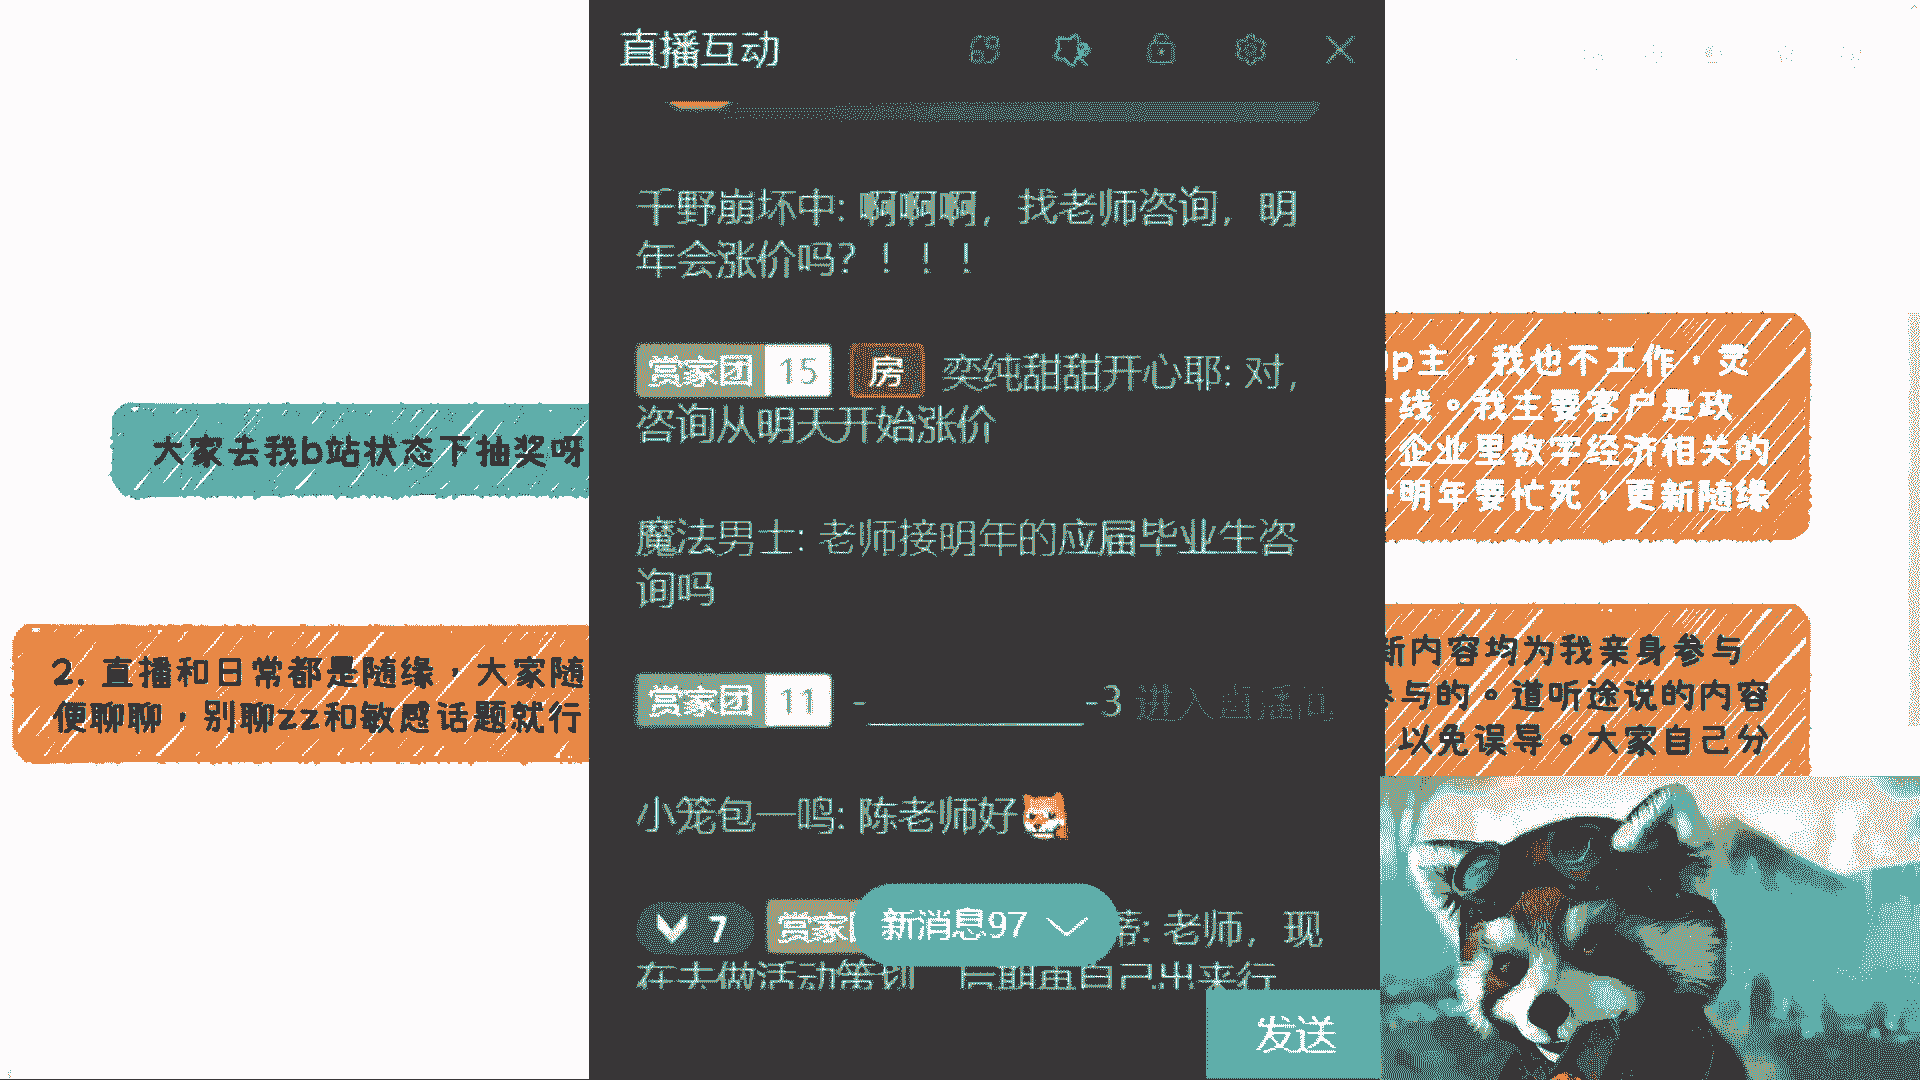 直播互动
千野崩坏中: 啊啊啊，找老师咨询，明
年会涨价吗？！！！
赏家团 15 房 奕纯甜甜开心耶: 对，
咨询从明天开始涨价
魔法男士: 老师接明年的应届毕业生咨
询吗
赏家团 11 -__________-3 进入直播间
小笼包一鸣: 陈老师好
7 赏家 蒂: 老师，现
在去做活动策划 后期再自己出来行
新消息97
发送
大家去我b站状态下抽奖呀
2. 直播和日常都是随缘，大家随
便聊聊，别聊zz和敏感话题就行
up主，我也不工作，灵
线。我主要客户是政
企业里数字经济相关的
明年要忙死，更新随缘
新内容均为我亲身参与
参与的。道听途说的内容
以免误导。大家自己分